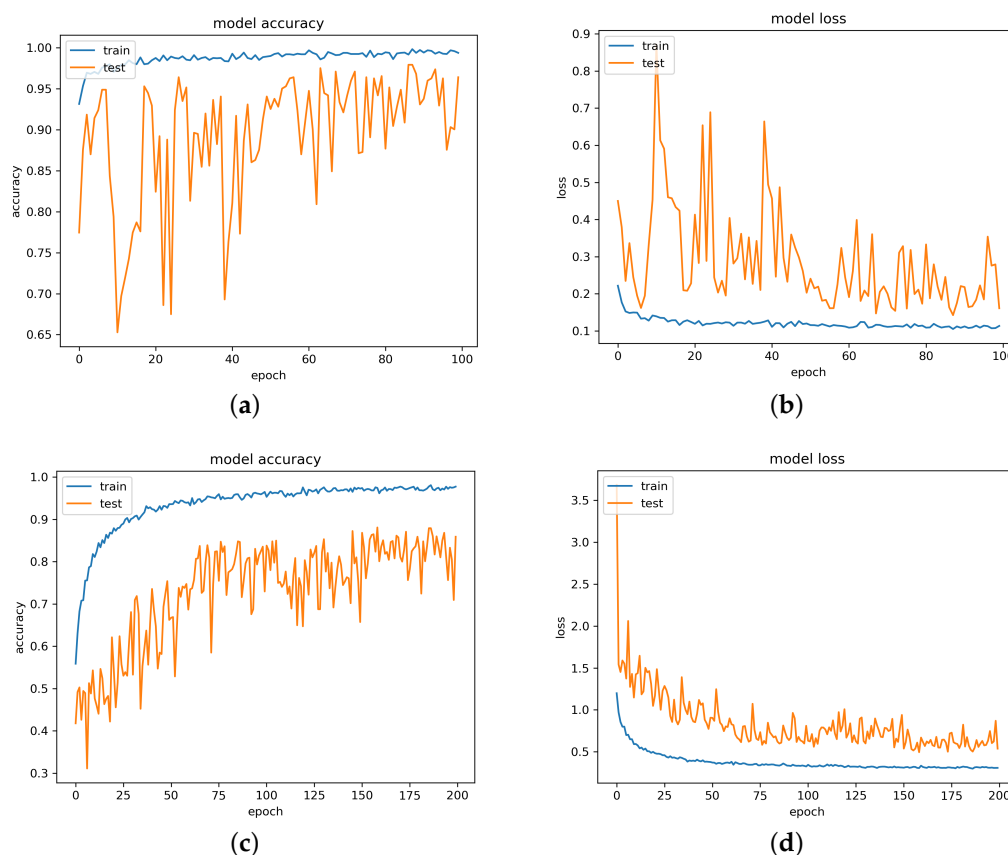 model accuracy
1.00
0.95
0.90
0.85
0.80
0.75
0.70
0.65
accuracy
train
test
0 20 40 60 80 100
epoch
(a)
model loss
0.9
0.8
0.7
0.6
0.5
0.4
0.3
0.2
0.1
loss
train
test
0 20 40 60 80 100
epoch
(b)
model accuracy
1.0
0.9
0.8
0.7
0.6
0.5
0.4
0.3
accuracy
train
test
0 25 50 75 100 125 150 175 200
epoch
(c)
model loss
3.5
3.0
2.5
2.0
1.5
1.0
0.5
loss
train
test
0 25 50 75 100 125 150 175 200
epoch
(d)